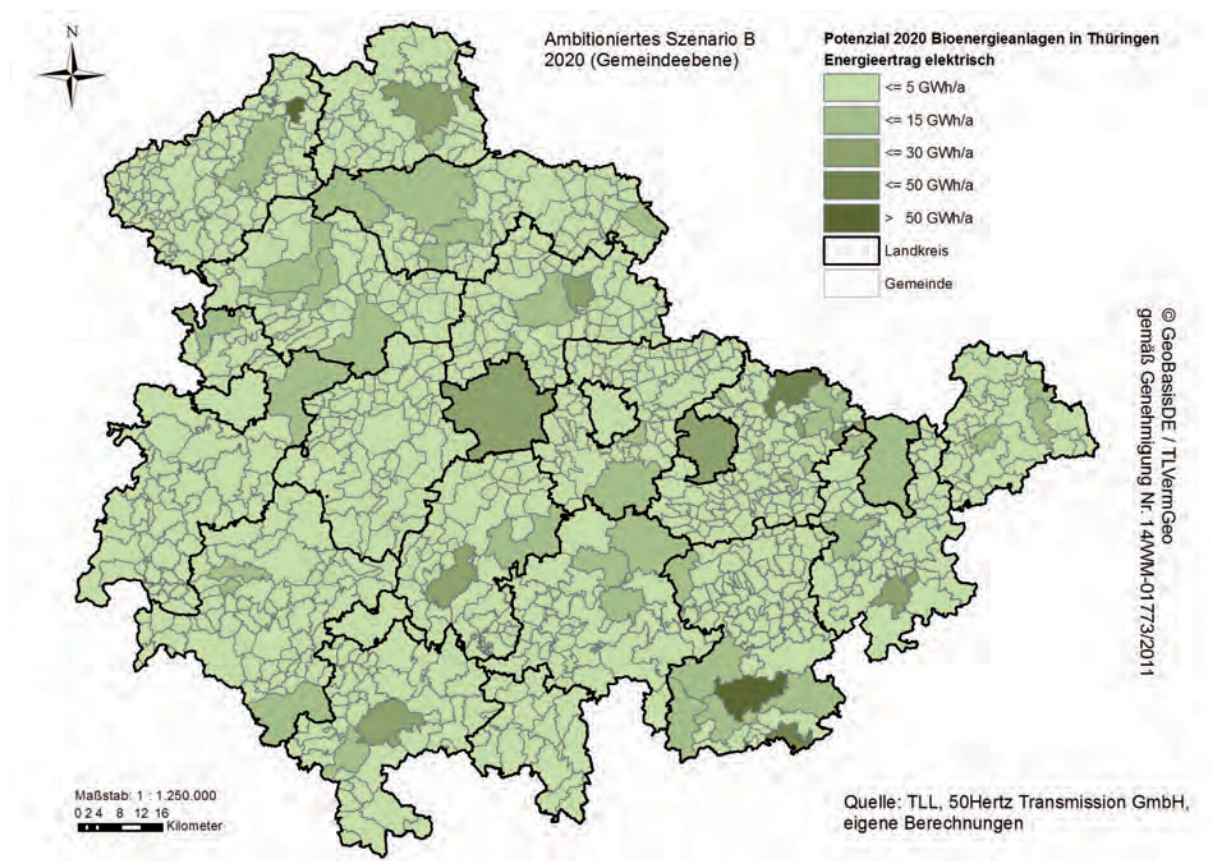 N
Ambitioniertes Szenario B
2020 (Gemeindeebene)
Potenzial 2020 Bioenergieanlagen in Thüringen
Energieertrag elektrisch
<= 5 GWh/a
<= 15 GWh/a
<= 30 GWh/a
<= 50 GWh/a
> 50 GWh/a
Landkreis
Gemeinde
© GeoBasisDE / TLVermGeo
gemäß Genehmigung Nr. 14/WM-01773/2011
Maßstab: 1 : 1.250.000
0 2 4 8 12 16
Kilometer
Quelle: TLL, 50Hertz Transmission GmbH,
eigene Berechnungen